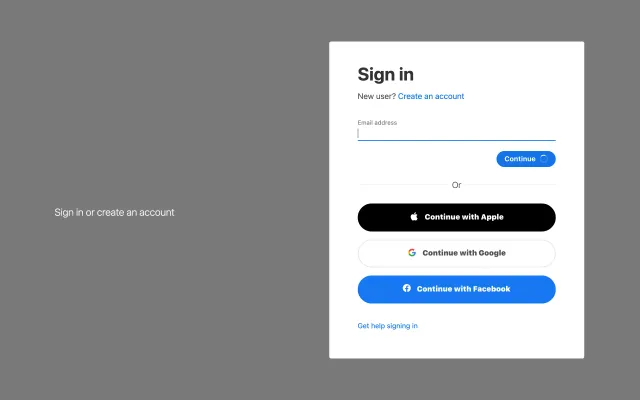 Sign in or create an account
Sign in
New user? Create an account
Email address
Continue
Or
Continue with Apple
Continue with Google
Continue with Facebook
Get help signing in